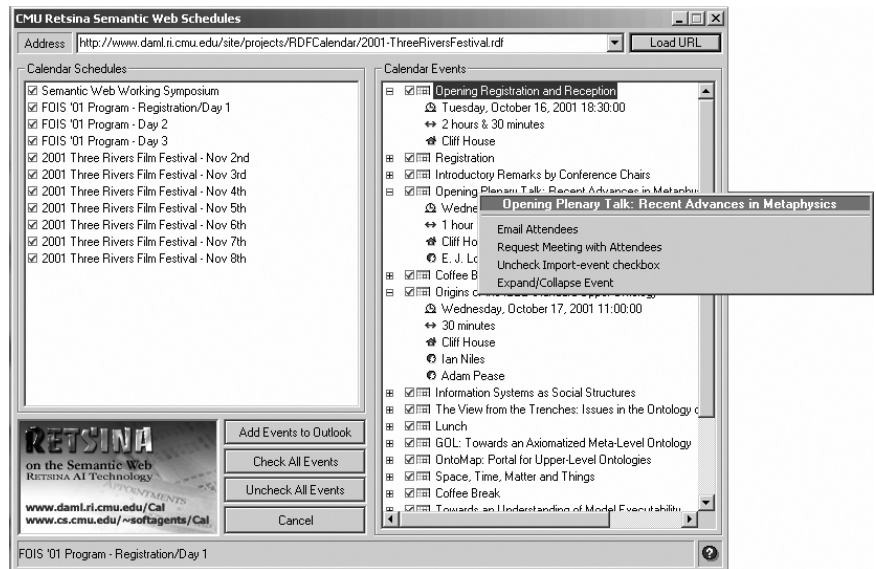 CMU Retsina Semantic Web Schedules
Address http://www.daml.ri.cmu.edu/site/projects/RDFCalendar/2001-ThreeRiversFestival.rdf Load URL
Calendar Schedules
Semantic Web Working Symposium
FOIS '01 Program - Registration/Day 1
FOIS '01 Program - Day 2
FOIS '01 Program - Day 3
2001 Three Rivers Film Festival - Nov 2nd
2001 Three Rivers Film Festival - Nov 3rd
2001 Three Rivers Film Festival - Nov 4th
2001 Three Rivers Film Festival - Nov 5th
2001 Three Rivers Film Festival - Nov 6th
2001 Three Rivers Film Festival - Nov 7th
2001 Three Rivers Film Festival - Nov 8th
Calendar Events
Opening Registration and Reception
Tuesday, October 16, 2001 18:30:00
2 hours & 30 minutes
Cliff House
Registration
Introductory Remarks by Conference Chairs
Opening Plenary Talk: Recent Advances in Metaphy
Wedne
1 hour
Cliff Ho
E. J. Lo
Coffee B
Opening Plenary Talk: Recent Advances in Metaphysics
Email Attendees
Request Meeting with Attendees
Uncheck Import-event checkbox
Expand/Collapse Event
Origins of the IEEE Standard Upper Ontology
Wednesday, October 17, 2001 11:00:00
30 minutes
Cliff House
Ian Niles
Adam Pease
Information Systems as Social Structures
The View from the Trenches: Issues in the Ontology o
Lunch
GOL: Towards an Axiomatized Meta-Level Ontology
OntoMap: Portal for Upper-Level Ontologies
Space, Time, Matter and Things
Coffee Break
Towards an Understanding of Model Executability
RETSINA
on the Semantic Web
RETSINA AI Technology
APPOINTMENTS
www.daml.ri.cmu.edu/Cal
www.cs.cmu.edu/~softagents/Cal
Add Events to Outlook
Check All Events
Uncheck All Events
Cancel
FOIS '01 Program - Registration/Day 1